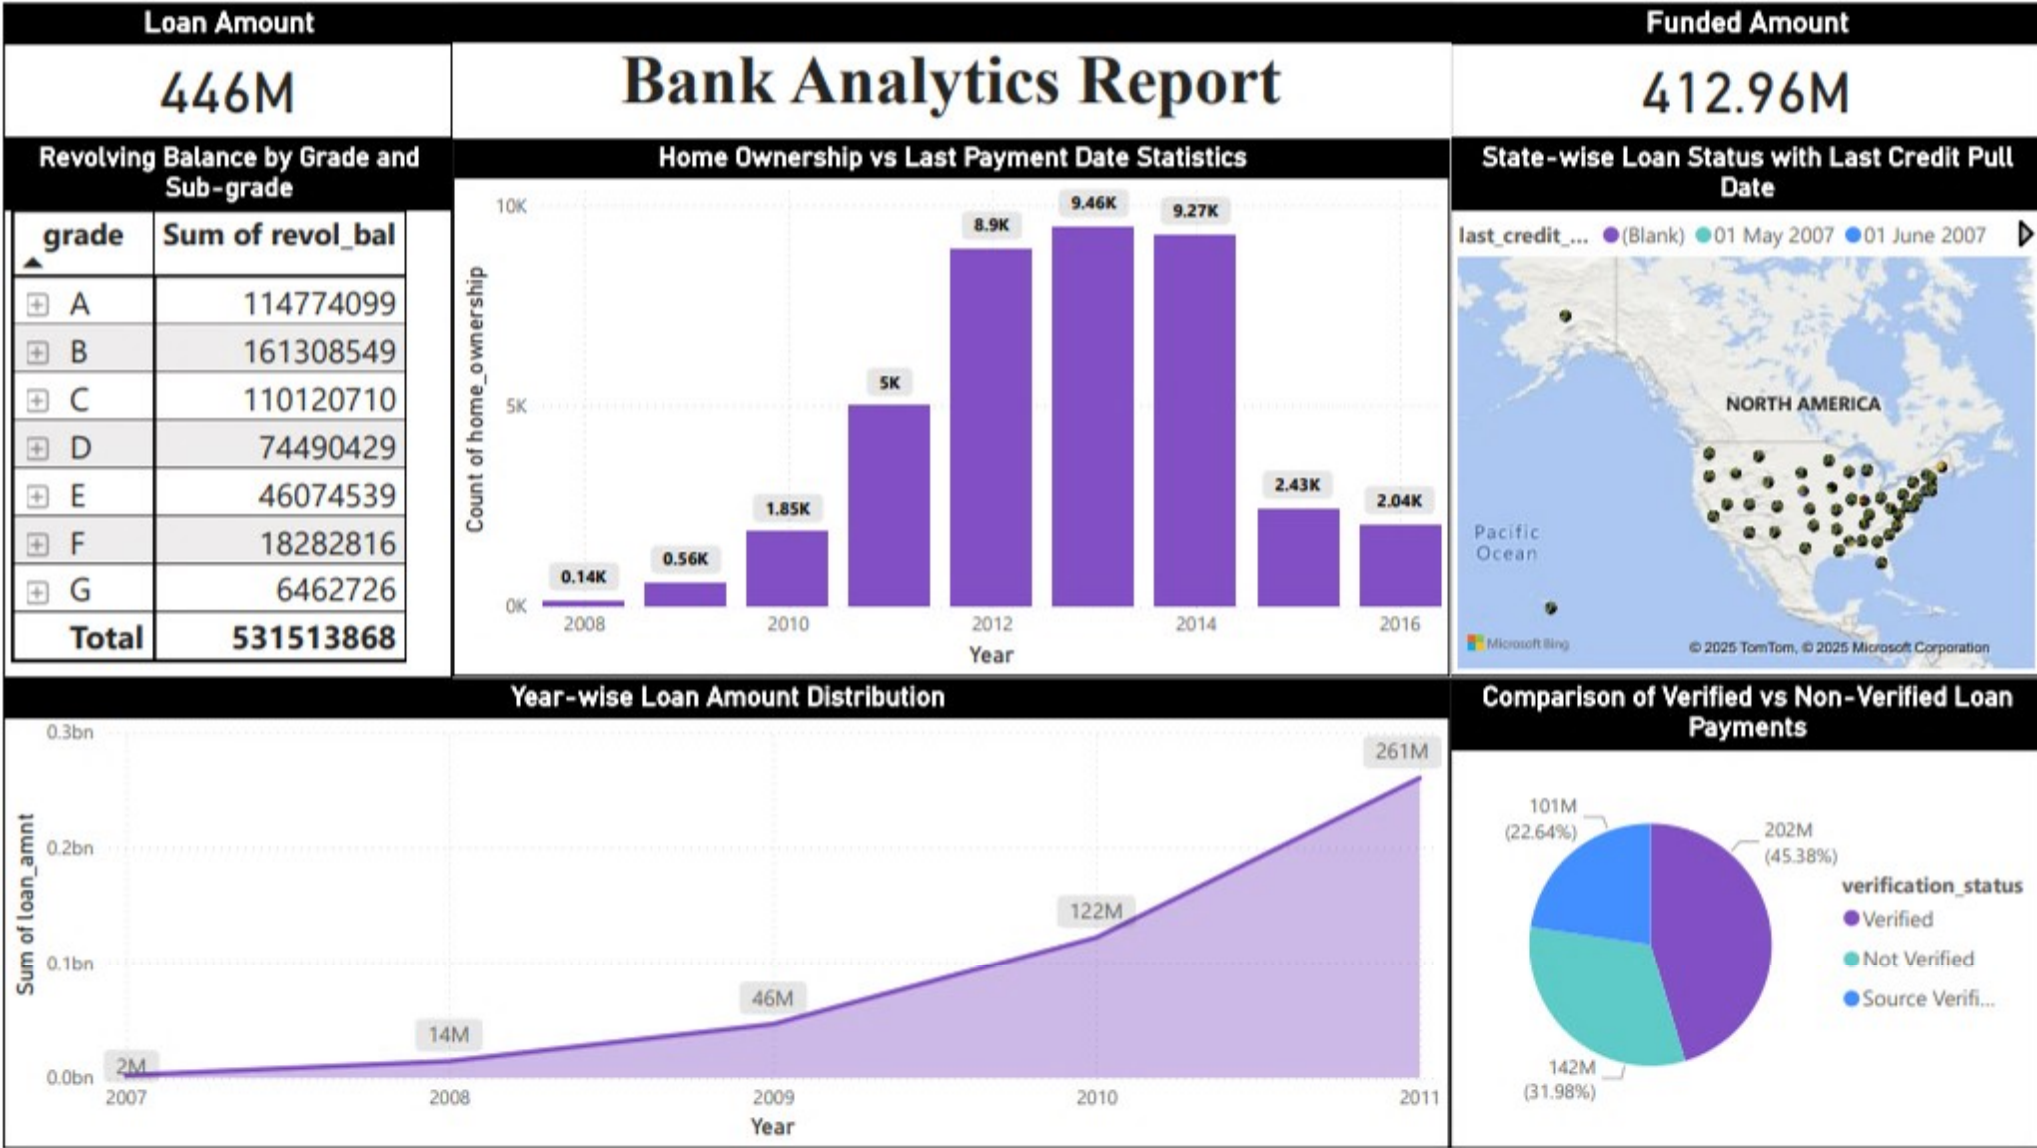 Loan Amount
446M
Bank Analytics Report
Funded Amount
412.96M
Revolving Balance by Grade and
Sub-grade
grade Sum of revol_bal
A 114774099
B 161308549
C 110120710
D 74490429
E 46074539
F 18282816
G 6462726
Total 531513868
Home Ownership vs Last Payment Date Statistics
Count of home_ownership
10K
5K
0K
0.14K
0.56K
1.85K
5K
8.9K
9.46K
9.27K
2.43K
2.04K
2008 2010 2012 2014 2016
Year
State-wise Loan Status with Last Credit Pull
Date
last_credit_... (Blank) 01 May 2007 01 June 2007
NORTH AMERICA
Pacific
Ocean
Microsoft Bing
© 2025 TomTom, © 2025 Microsoft Corporation
Year-wise Loan Amount Distribution
Sum of loan_amnt
0.3bn
0.2bn
0.1bn
0.0bn
2M
14M
46M
122M
261M
2007 2008 2009 2010 2011
Year
Comparison of Verified vs Non-Verified Loan
Payments
101M
(22.64%)
202M
(45.38%)
142M
(31.98%)
verification_status
Verified
Not Verified
Source Verifi...